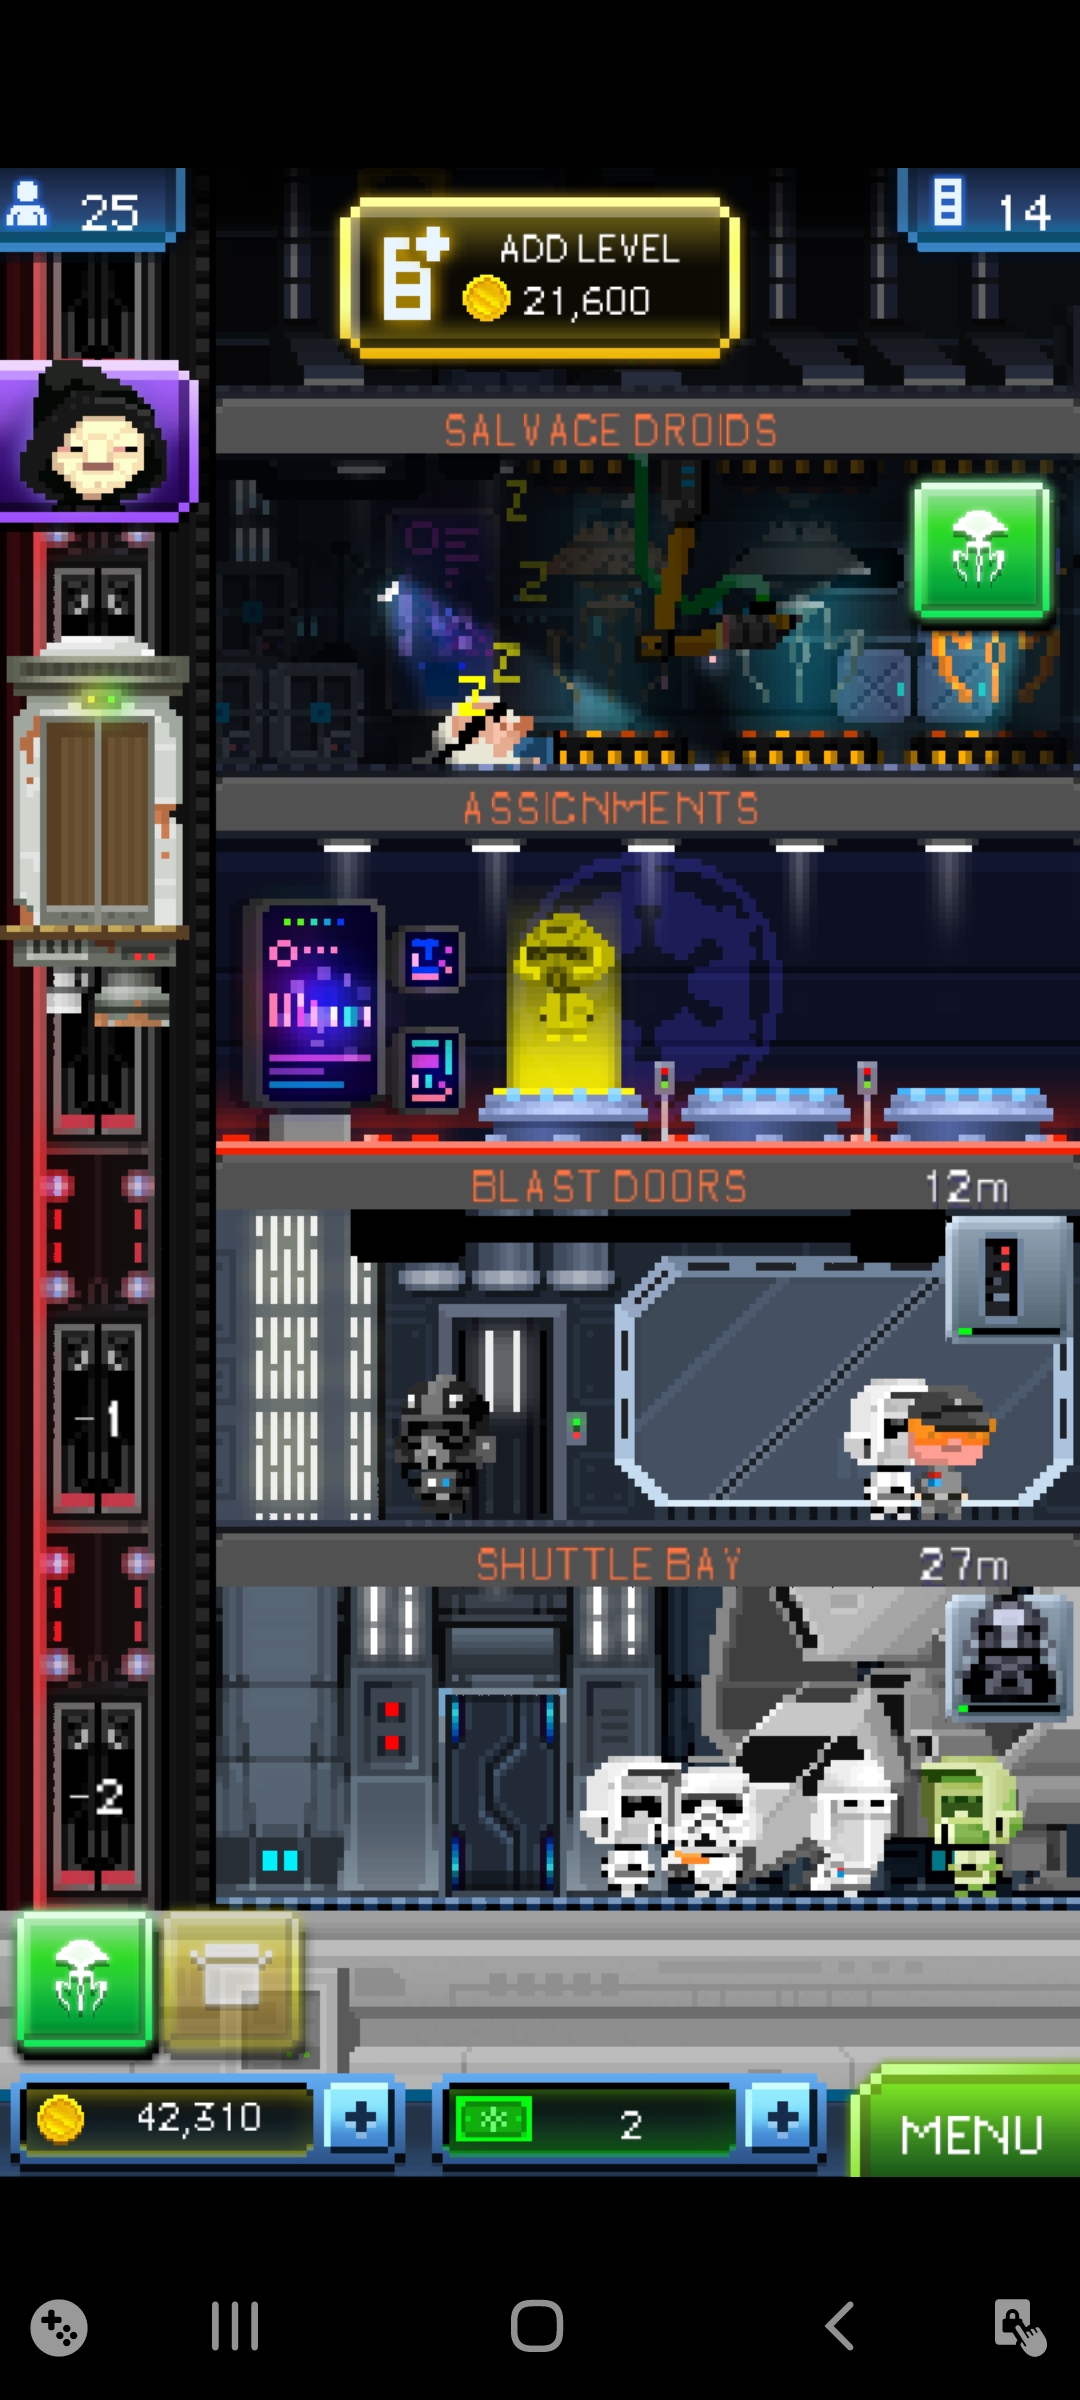 25
ADD LEVEL
21,600
14
SALVAGE DROIDS
Z
Z
Z
Z
ASSIGNMENTS
BLAST DOORS 12m
-1
SHUTTLE BAY 27m
-2
42,310
2
MENU